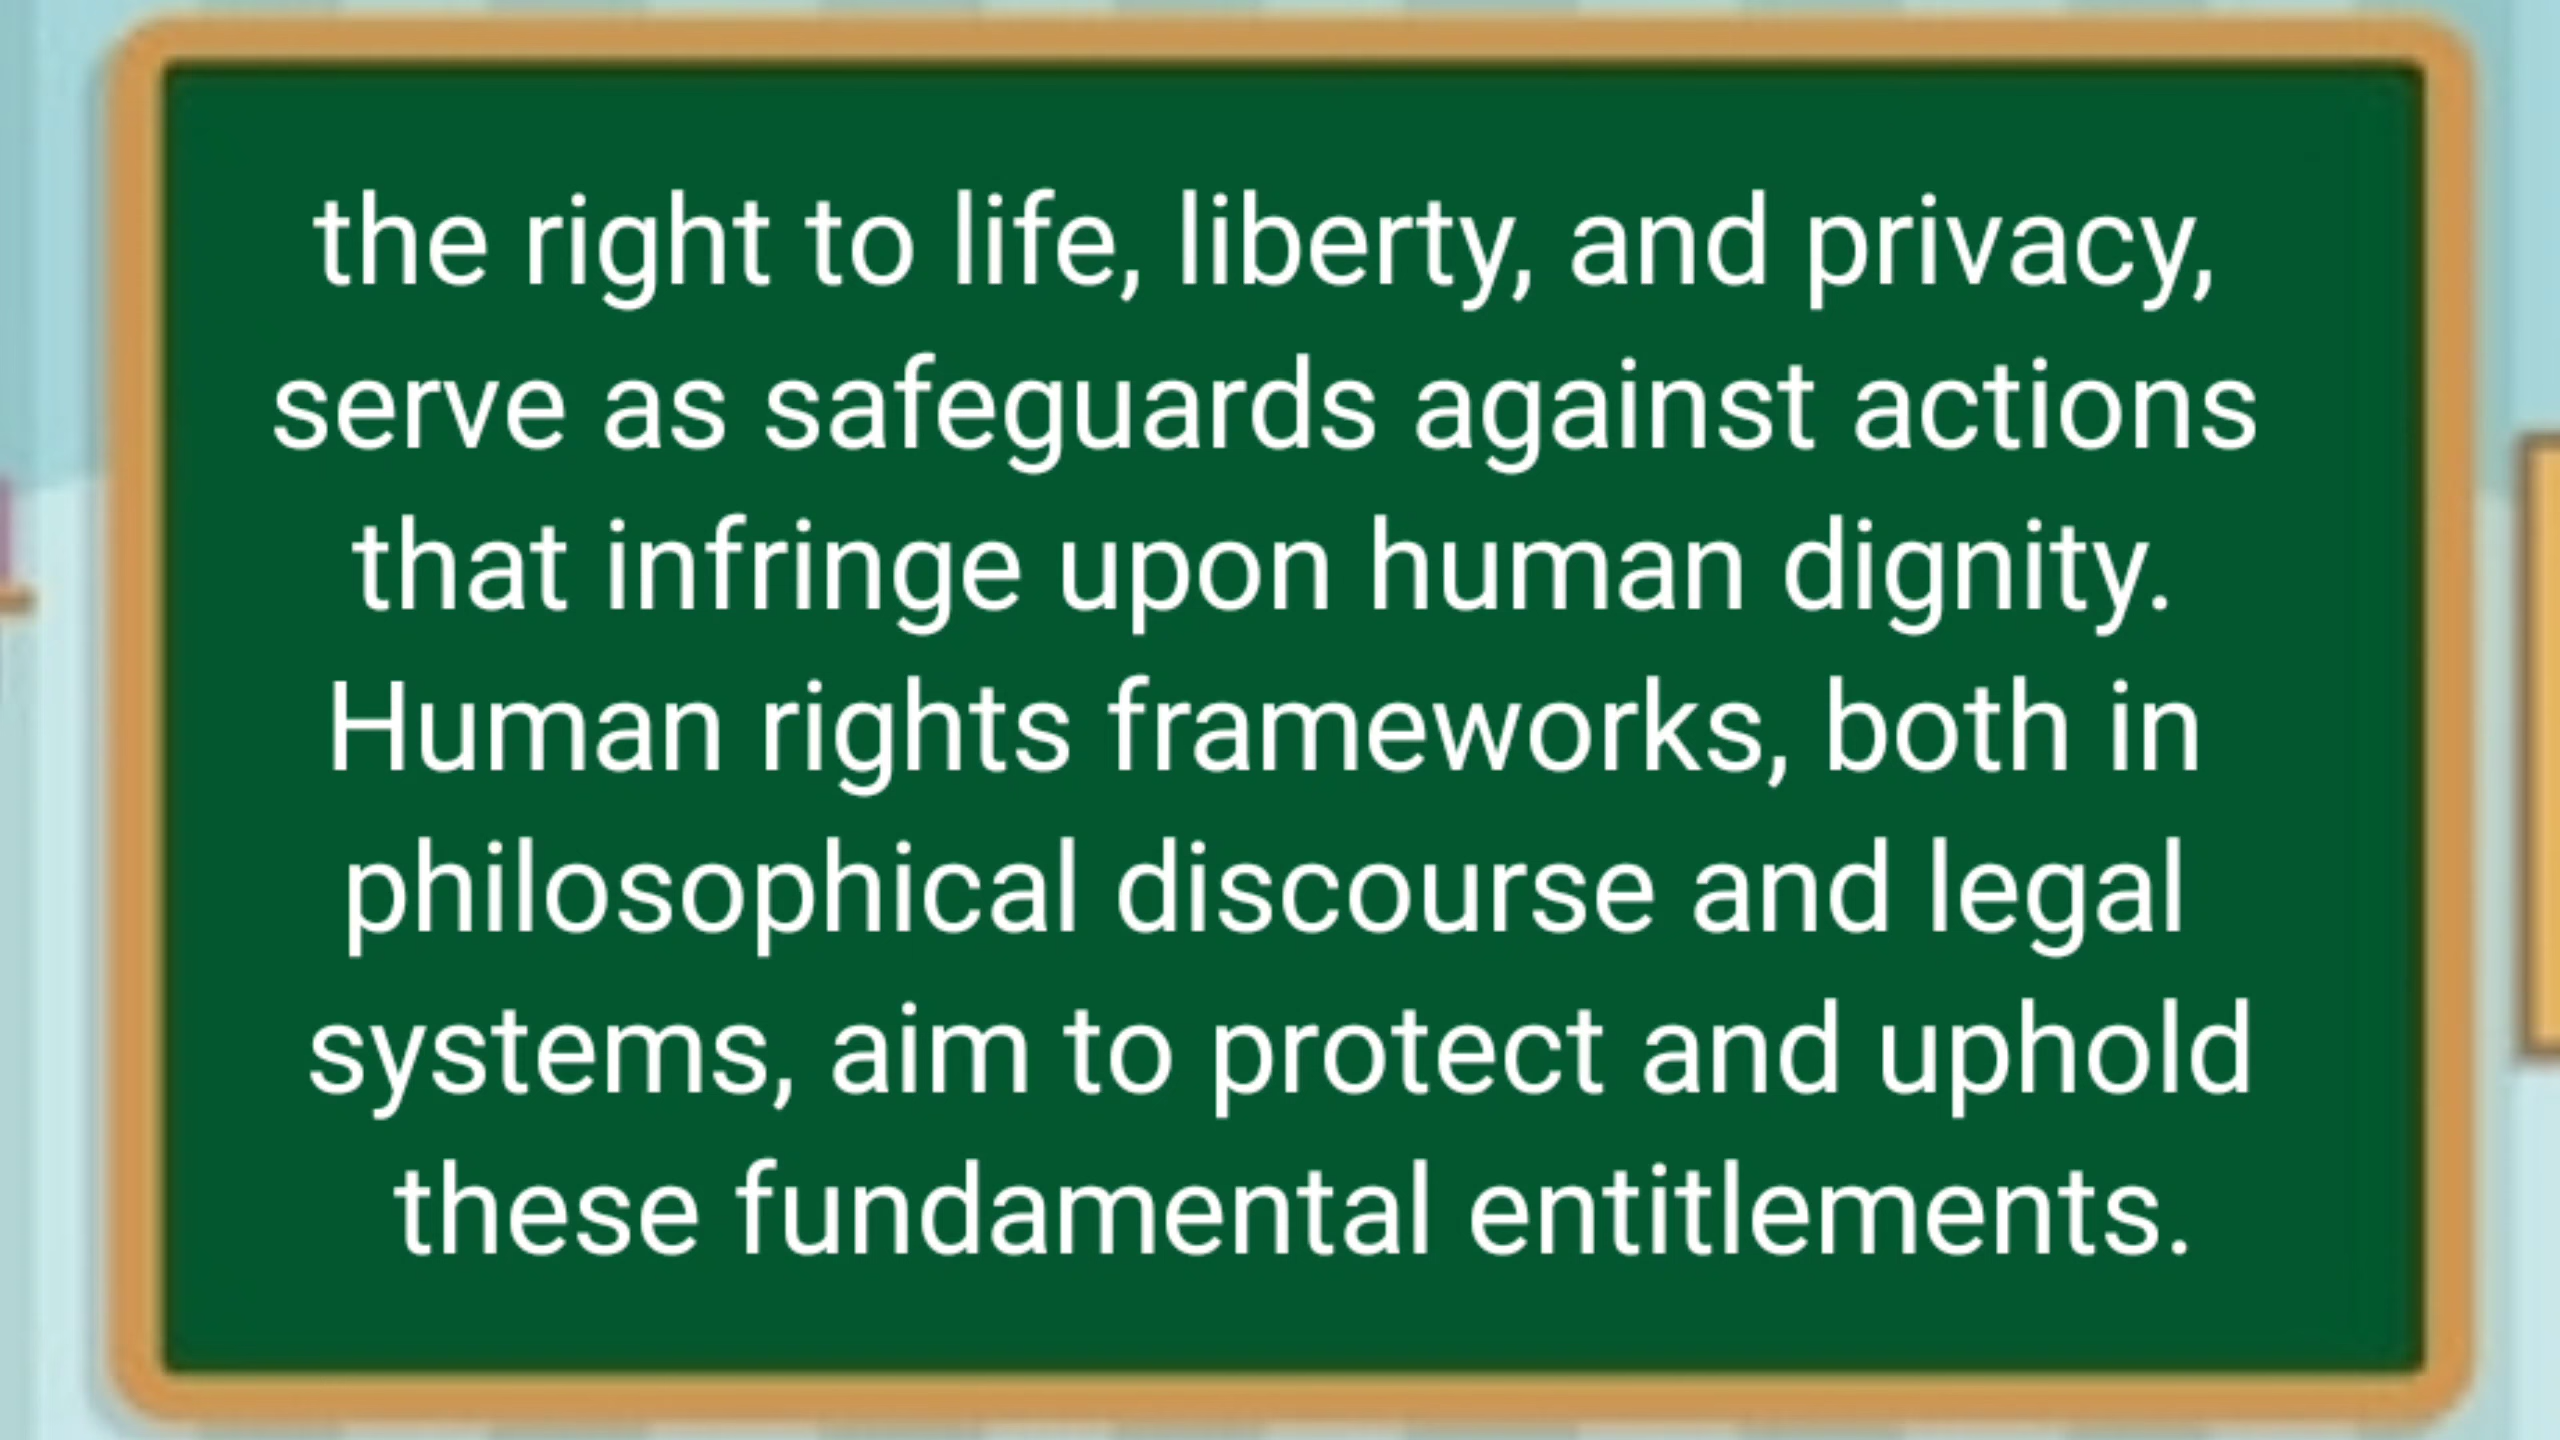 the right to life, liberty, and privacy,
serve as safeguards against actions
that infringe upon human dignity.
Human rights frameworks, both in
philosophical discourse and legal
systems, aim to protect and uphold
these fundamental entitlements.